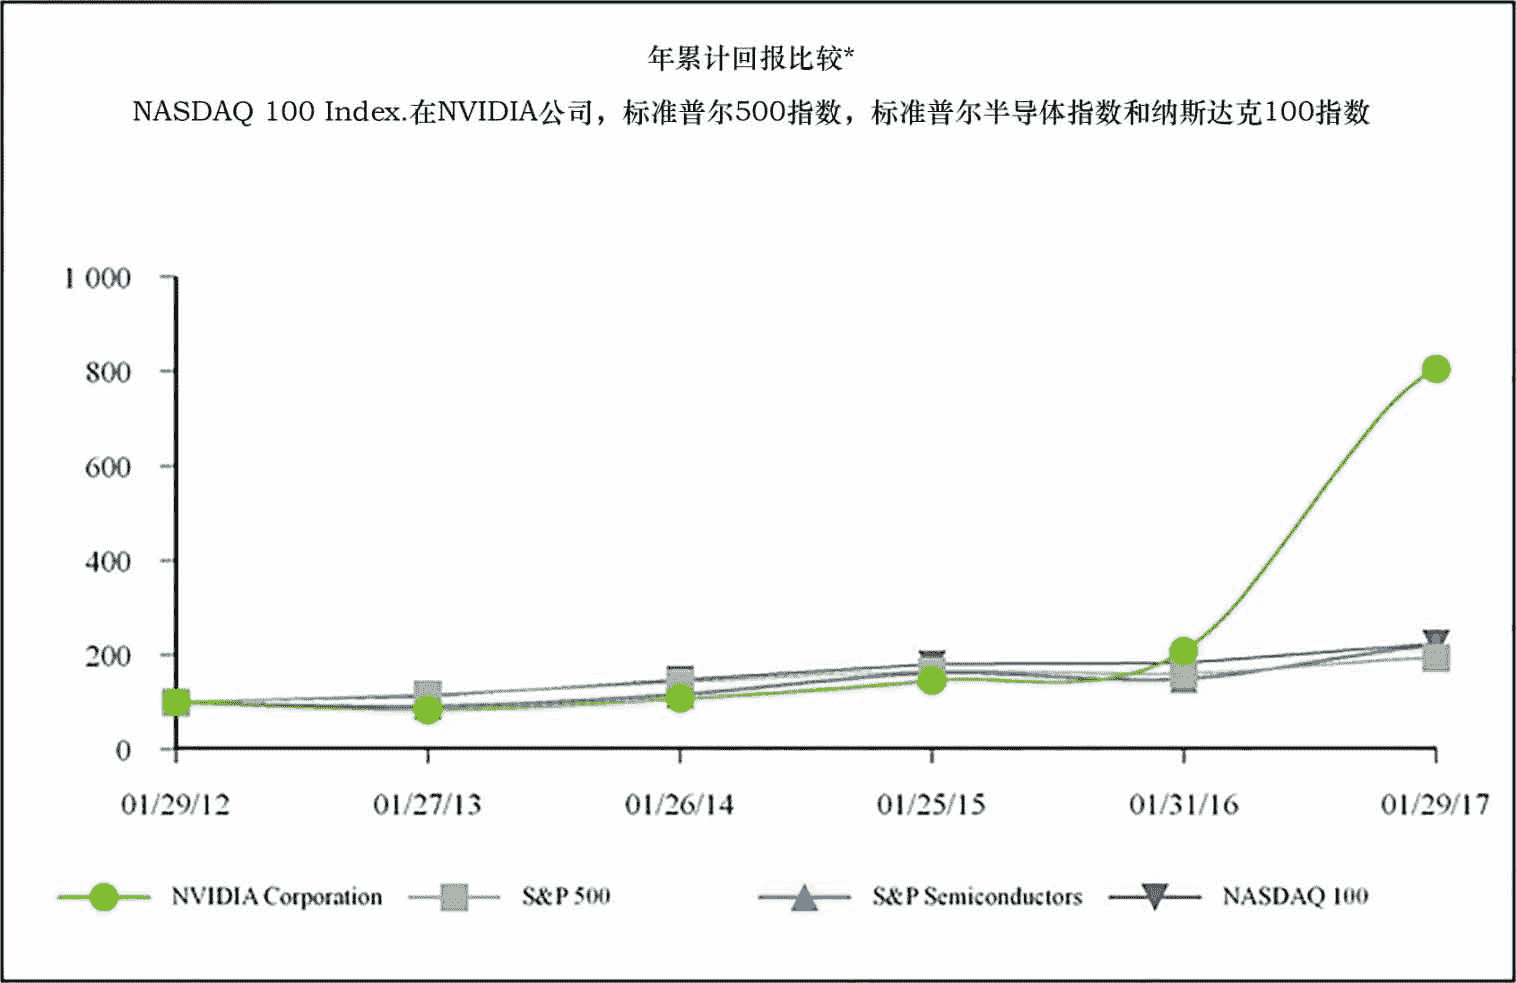 年累计回报比较*
NASDAQ 100 Index.在NVIDIA公司，标准普尔500指数，标准普尔半导体指数和纳斯达克100指数
1 000
800
600
400
200
0
01/29/12 01/27/13 01/26/14 01/25/15 01/31/16 01/29/17
NVIDIA Corporation S&P 500 S&P Semiconductors NASDAQ 100